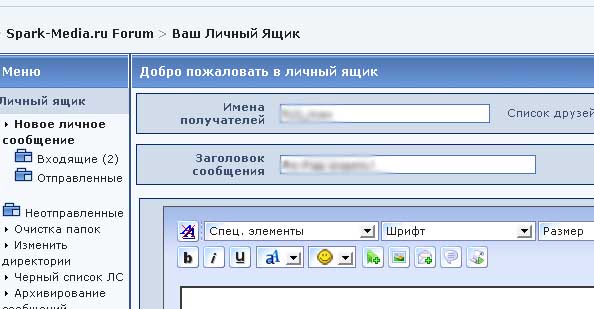 Spark-Media.ru Forum > Ваш Личный Ящик
Меню
Личный ящик
Новое личное
сообщение
Входящие (2)
Отправленные
Неотправленные
Очистка папок
Изменить
директории
Черный список ЛС
Архивирование
сообщений
Добро пожаловать в личный ящик
Имена
получателей
Список друзей
Заголовок
сообщения
Спец. элементы
Шрифт
Размер
b i u